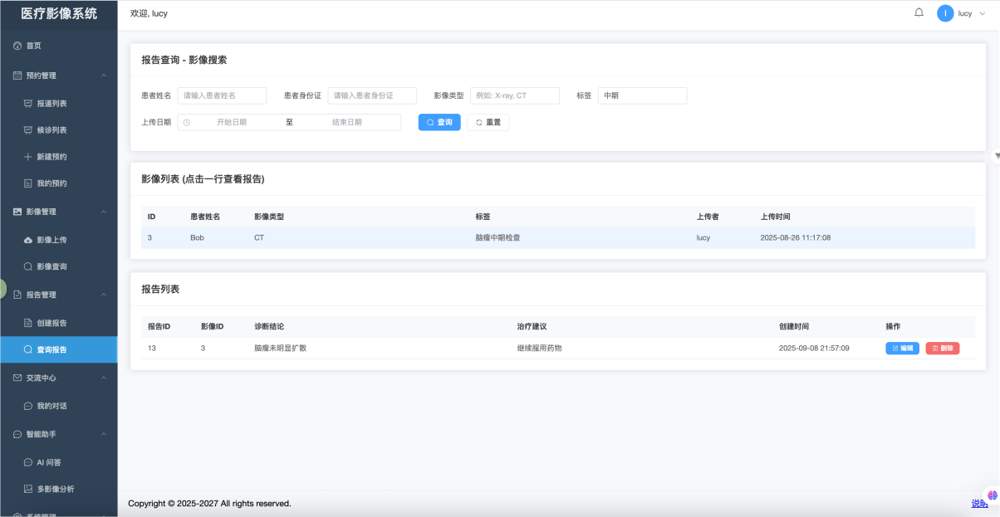 医疗影像系统
欢迎, lucy
I lucy
首页
预约管理
报道列表
候诊列表
新建预约
我的预约
影像管理
影像上传
影像查询
报告管理
创建报告
查询报告
交流中心
我的对话
智能助手
AI 问答
多影像分析
系统管理
报告查询 - 影像搜索
患者姓名 请输入患者姓名 患者身份证 请输入患者身份证 影像类型 例如: X-ray, CT 标签 中期
上传日期 开始日期 至 结束日期 查询 重置
影像列表 (点击一行查看报告)
ID 患者姓名 影像类型 标签 上传者 上传时间
3 Bob CT 脑瘤中期检查 lucy 2025-08-26 11:17:08
报告列表
报告ID 影像ID 诊断结论 治疗建议 创建时间 操作
13 3 脑瘤未明显扩散 继续服用药物 2025-09-08 21:57:09 编辑 删除
Copyright © 2025-2027 All rights reserved.
说明